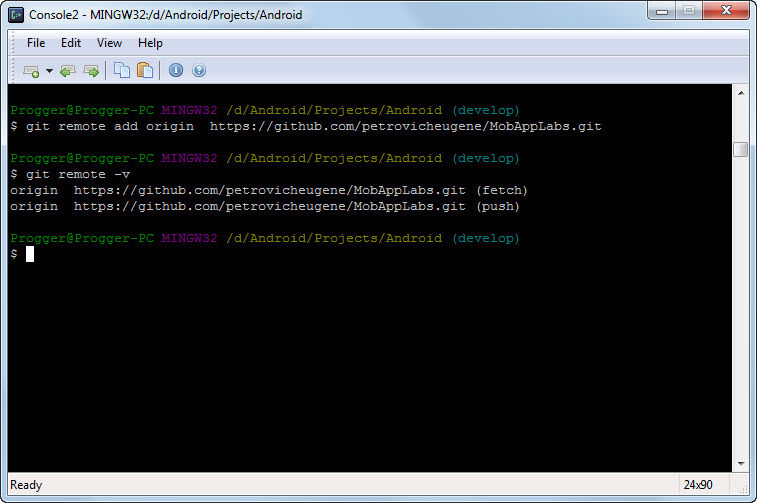 Console2 - MINGW32:/d/Android/Projects/Android
File Edit View Help
Progger@Progger-PC MINGW32 /d/Android/Projects/Android (develop)
$ git remote add origin  https://github.com/petrovicheugene/MobAppLabs.git
Progger@Progger-PC MINGW32 /d/Android/Projects/Android (develop)
$ git remote -v
origin  https://github.com/petrovicheugene/MobAppLabs.git (fetch)
origin  https://github.com/petrovicheugene/MobAppLabs.git (push)
Progger@Progger-PC MINGW32 /d/Android/Projects/Android (develop)
$
Ready 24x90